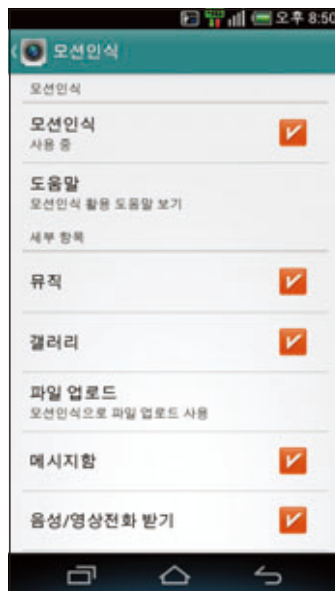 오후 8:50
모션인식
모션인식
모션인식
사용 중
도움말
모션인식 활용 도움말 보기
세부 항목
뮤직
갤러리
파일 업로드
모션인식으로 파일 업로드 사용
메시지함
음성/영상전화 받기